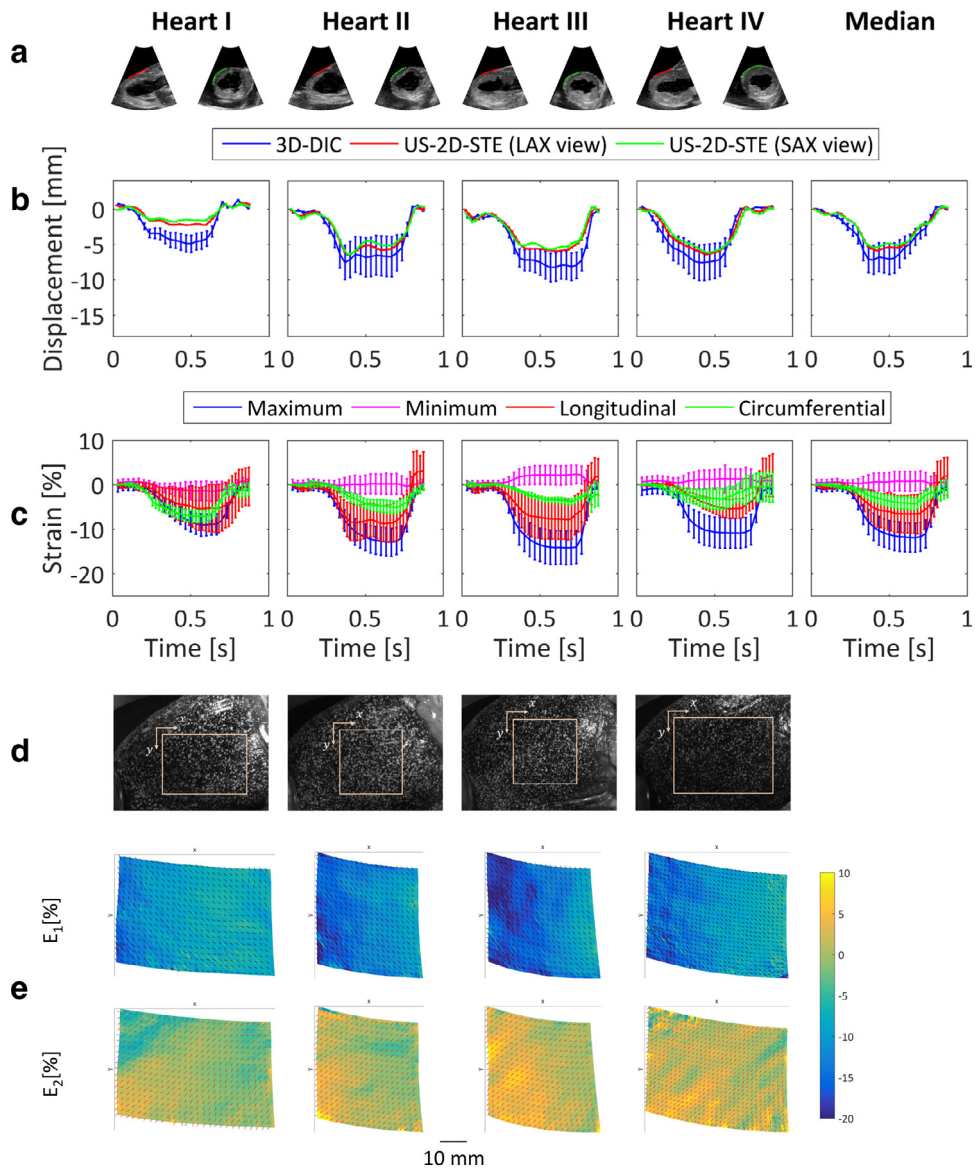 Heart I Heart II Heart III Heart IV Median
a
3D-DIC US-2D-STE (LAX view) US-2D-STE (SAX view)
b
Displacement [mm]
0
-5
-10
-15
0 0.5 1 0 0.5 1 0 0.5 1 0 0.5 1 0 0.5 1
Maximum Minimum Longitudinal Circumferential
c
Strain [%]
10
0
-10
-20
0 0.5 1 0 0.5 1 0 0.5 1 0 0.5 1 0 0.5 1
Time [s] Time [s] Time [s] Time [s] Time [s]
d
x x x x
y y y y
x x x x
E1[%]
y y y y
e
x x x x
E2[%]
y y y y
10
5
0
-5
-10
-15
-20
10 mm